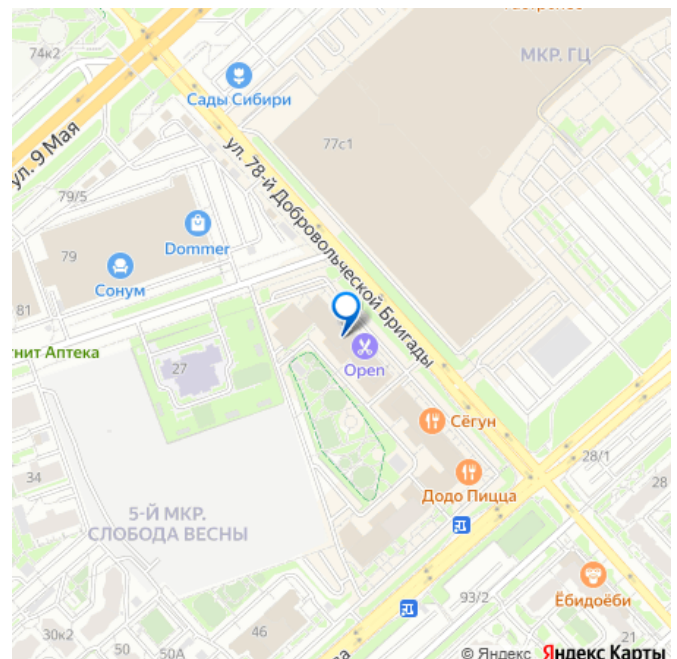 74к2
МКР. ГЦ
Сады Сибири
ул. 9 Мая
77с1
ул. 78-й Добровольческой Бригады
79/5
Dommer
79
Сонум
81
гнит Аптека
27
Open
Сёгун
28/1
34
Додо Пицца
28
5-Й МКР.
СЛОБОДА ВЕСНЫ
93/2
Ёбидоёби
30к2
46
21
50
50А
© Яндекс Яндекс Карты